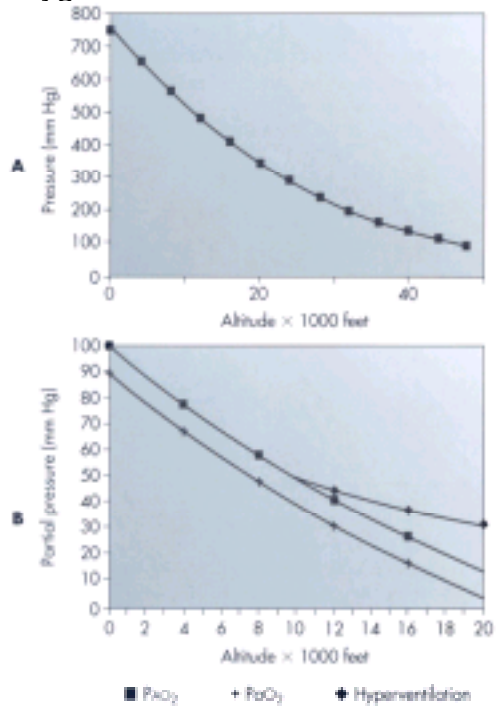 800
700
600
500
400
300
200
100
0
Pressure (mm Hg)
A
0 20 40
Altitude × 1000 feet
100
90
80
70
60
50
40
30
20
10
0
Partial pressure (mm Hg)
B
0 2 4 6 8 10 12 14 16 18 20
Altitude × 1000 feet
PAO₂ PaO₂ Hyperventilation